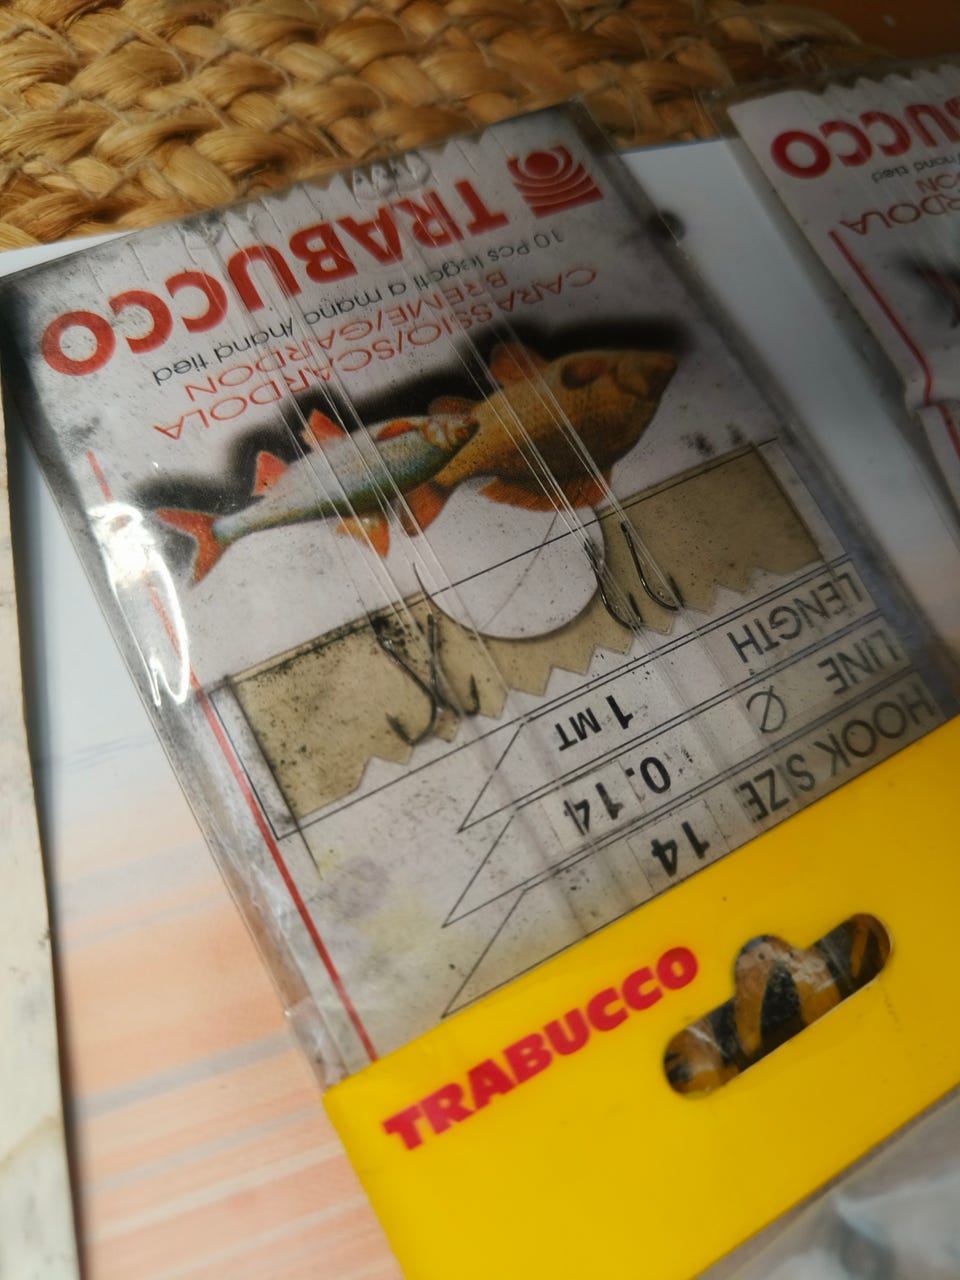 TRABUCCO
10 Pcs legati a mano /hand tied
CARASSIO/SCARDOLA
BREME/GARDON
LENGTH
1 MT
LINE Ø
0.14
HOOK SIZE
14
TRABUCCO